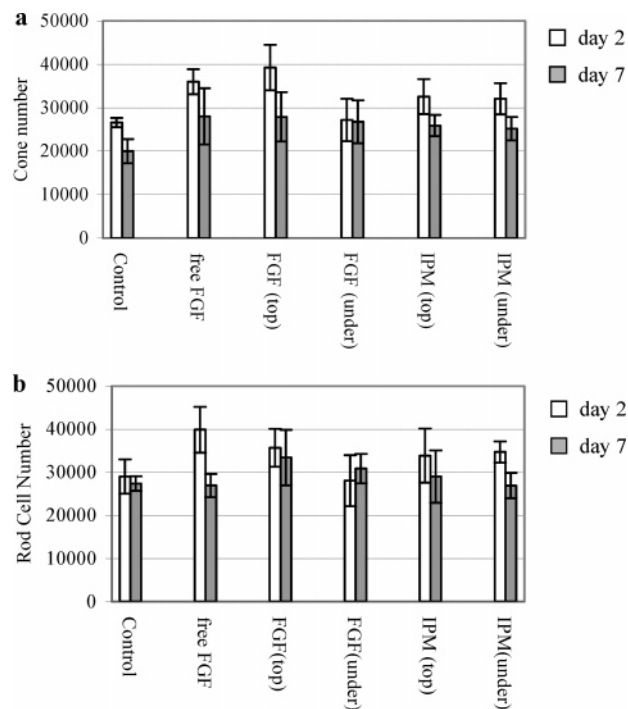 a
50000
40000
30000
20000
10000
0
Cone number
day 2
day 7
Control
free FGF
FGF (top)
FGF (under)
IPM (top)
IPM (under)
b
50000
40000
30000
20000
10000
0
Rod Cell Number
day 2
day 7
Control
free FGF
FGF(top)
FGF(under)
IPM (top)
IPM(under)